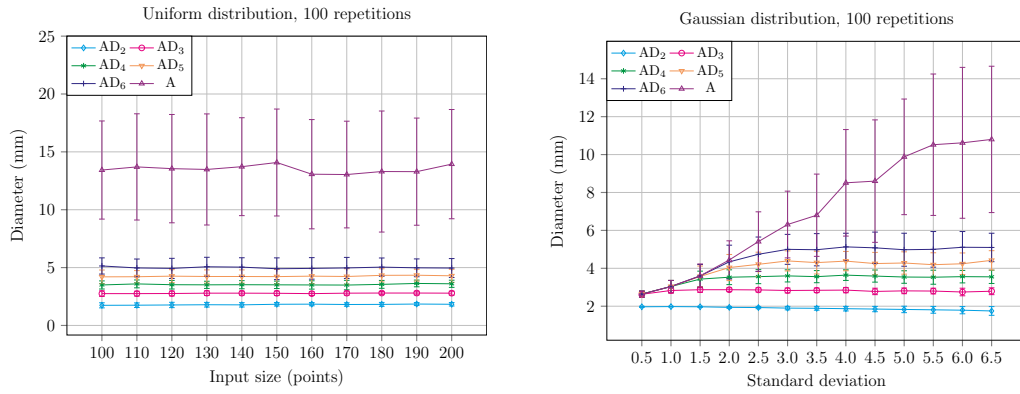 Uniform distribution, 100 repetitions
25
20
15
10
5
0
Diameter (mm)
AD2 AD3
AD4 AD5
AD6 A
100 110 120 130 140 150 160 170 180 190 200
Input size (points)
Gaussian distribution, 100 repetitions
14
12
10
8
6
4
2
Diameter (mm)
AD2 AD3
AD4 AD5
AD6 A
0.5 1.0 1.5 2.0 2.5 3.0 3.5 4.0 4.5 5.0 5.5 6.0 6.5
Standard deviation